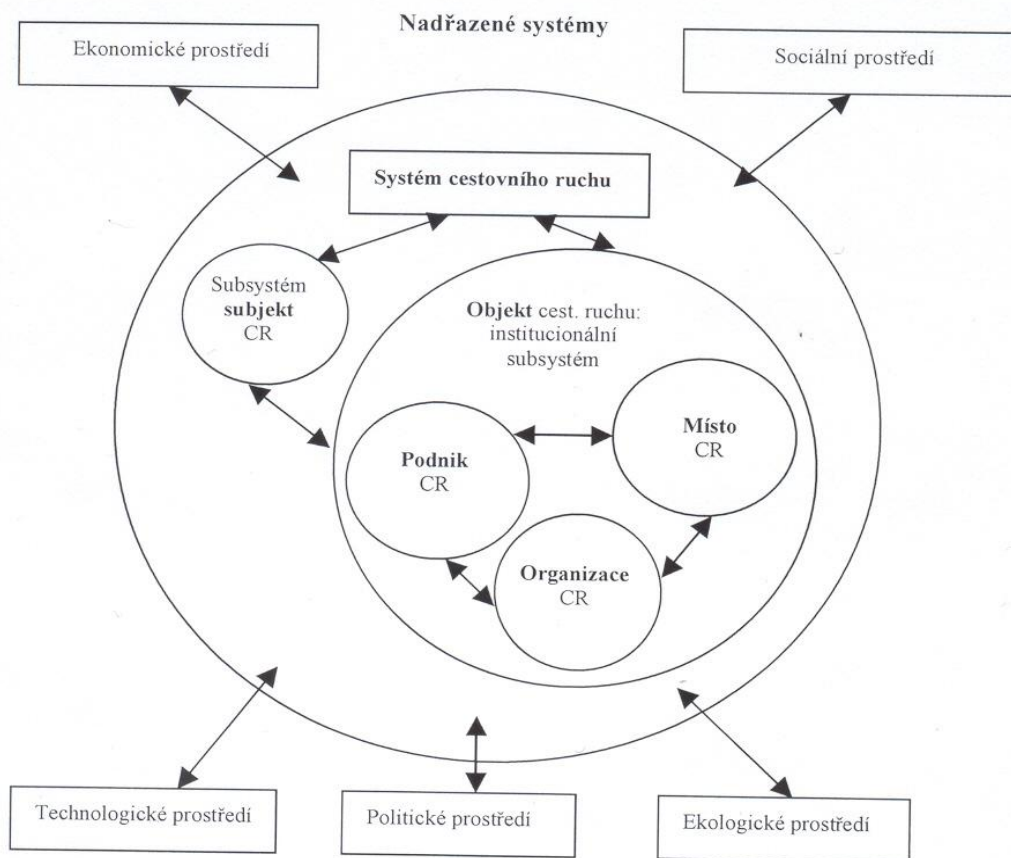 Nadřazené systémy
Ekonomické prostředí
Sociální prostředí
Systém cestovního ruchu
Subsystém
subjekt
CR
Objekt cest. ruchu:
institucionální
subsystém
Místo
CR
Podnik
CR
Organizace
CR
Technologické prostředí
Politické prostředí
Ekologické prostředí